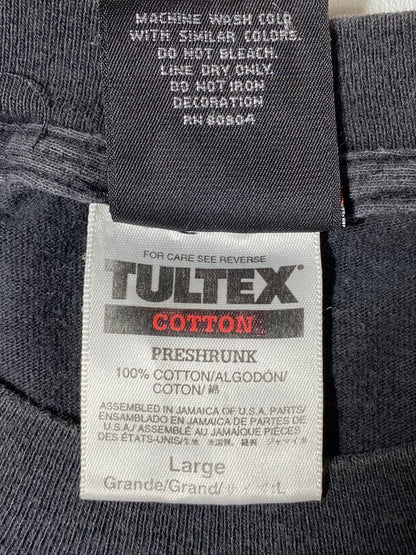 MACHINE WASH COLD
WITH SIMILAR COLORS.
DO NOT BLEACH.
LINE DRY ONLY.
DO NOT IRON
DECORATION
RN 80804
FOR CARE SEE REVERSE
TULTEX®
COTTON
PRESHRUNK
100% COTTON/ALGODÓN/
COTON/綿
ASSEMBLED IN JAMAICA OF U.S.A. PARTS/
ENSAMBLADO EN JAMAICA DE PARTES DE
U.S.A./ ASSEMBLÉ AU JAMAIQUE PIÈCES
DES ÉTATS-UNIS/
Large
Grande/Grand/